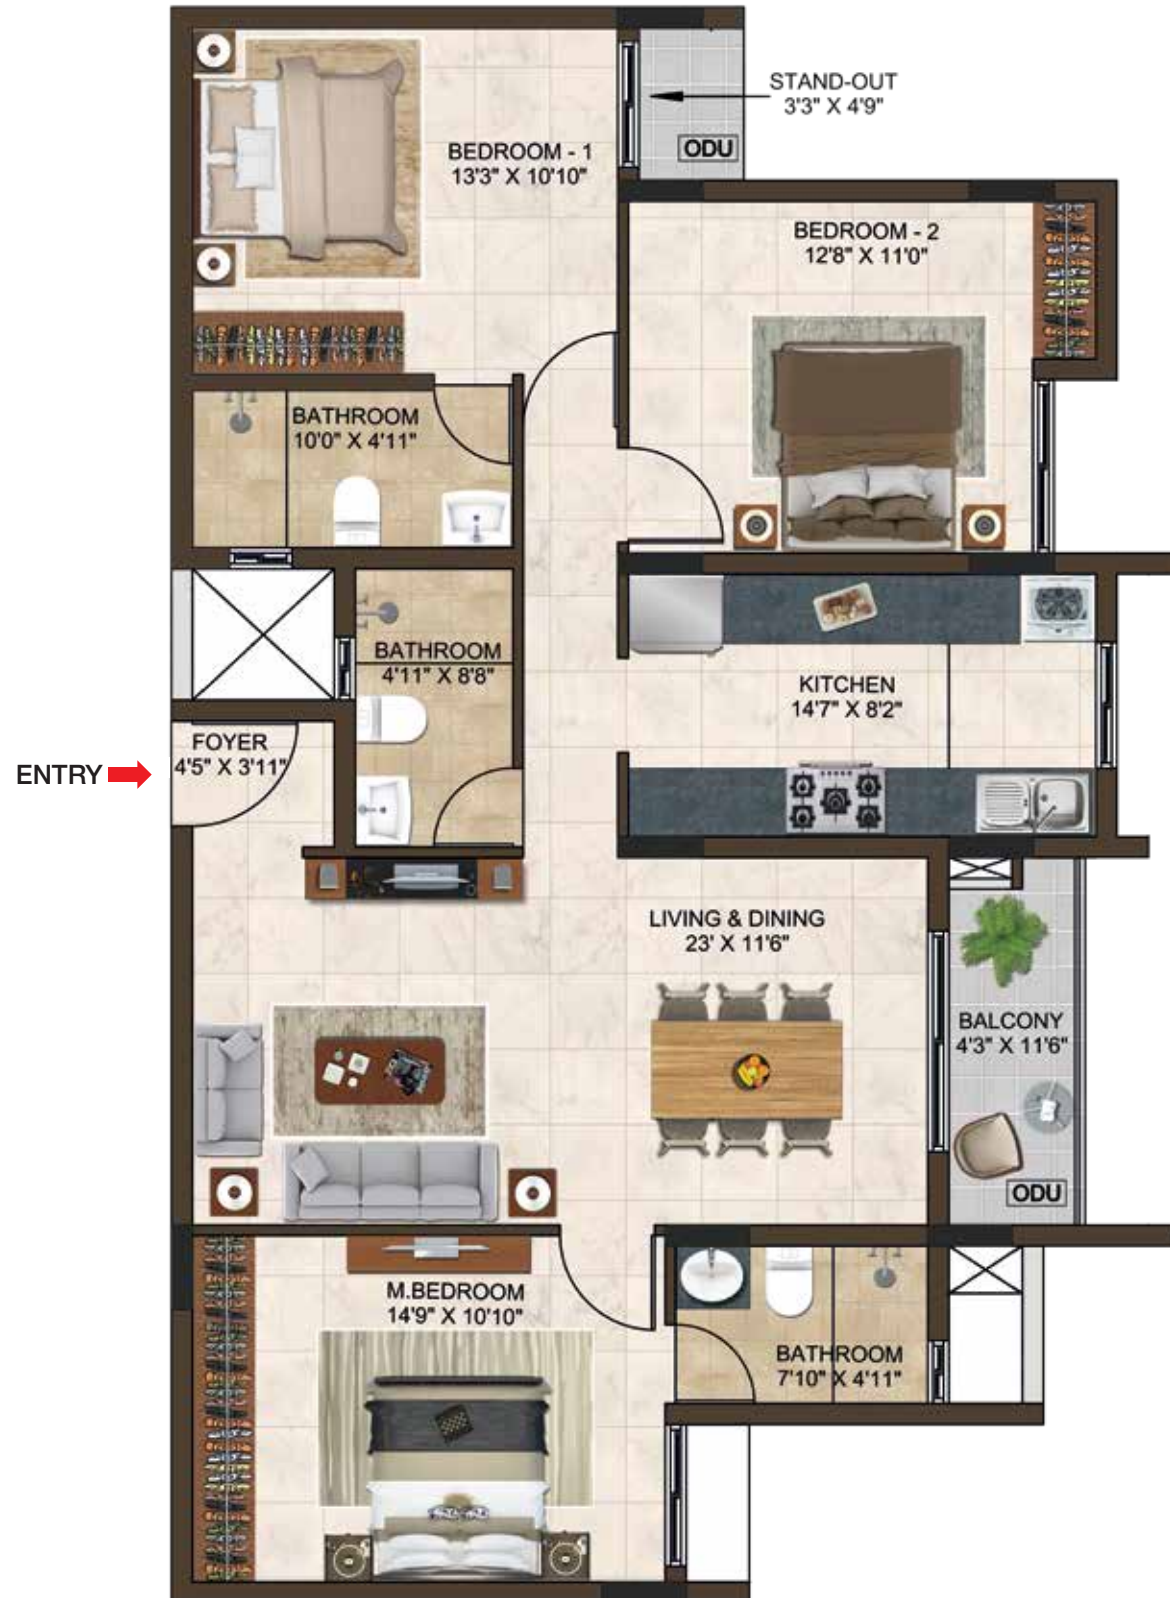 STAND-OUT
3'3" X 4'9"
ODU
BEDROOM - 1
13'3" X 10'10"
BEDROOM - 2
12'8" X 11'0"
BATHROOM
10'0" X 4'11"
BATHROOM
4'11" X 8'8"
KITCHEN
14'7" X 8'2"
FOYER
4'5" X 3'11"
ENTRY
LIVING & DINING
23' X 11'6"
BALCONY
4'3" X 11'6"
ODU
M.BEDROOM
14'9" X 10'10"
BATHROOM
7'10" X 4'11"